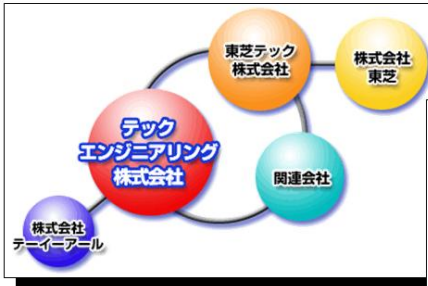 東芝テック
株式会社
株式会社
東芝
テック
エンジニアリング
株式会社
関連会社
株式会社
テーイーアール